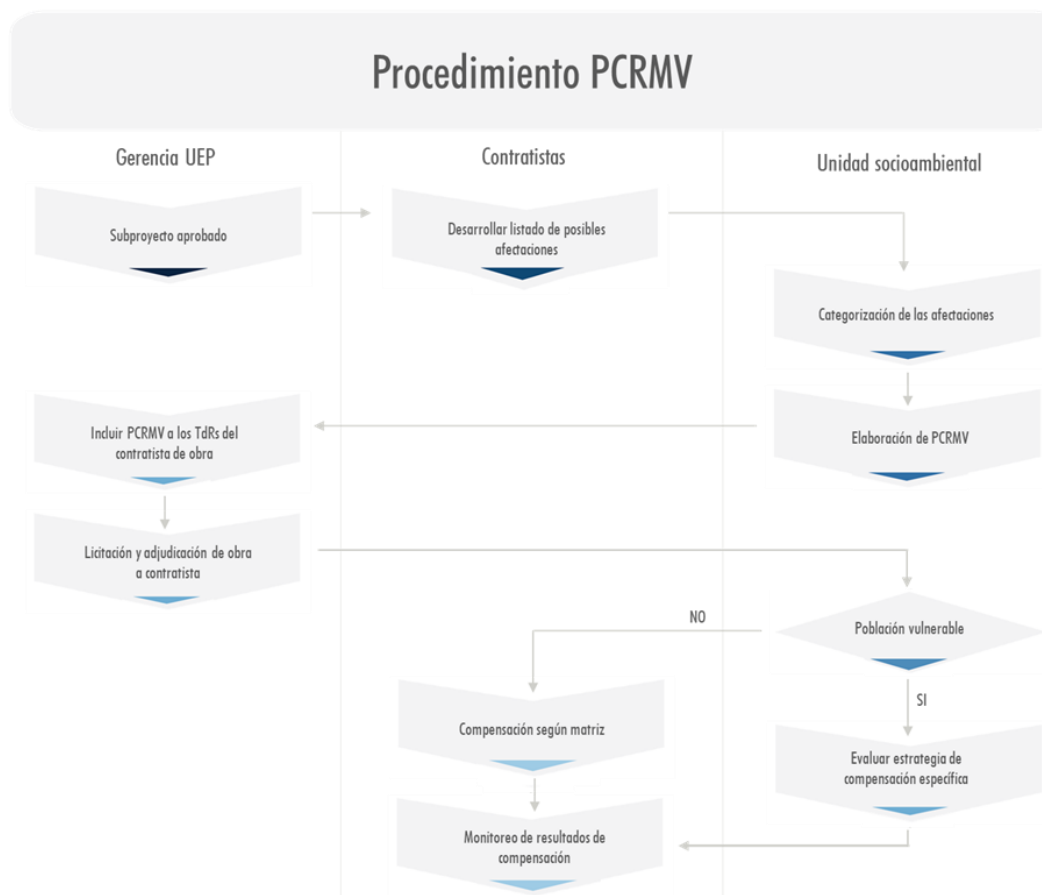 Procedimiento PCRMV
Gerencia UEP
Contratistas
Unidad socioambiental
Subproyecto aprobado
Desarrollar listado de posibles
afectaciones
Categorización de las afectaciones
Incluir PCRMV a los TdRs del
contratista de obra
Elaboración de PCRMV
Licitación y adjudicación de obra
a contratista
NO
Población vulnerable
SI
Compensación según matriz
Evaluar estrategia de
compensación específica
Monitoreo de resultados de
compensación